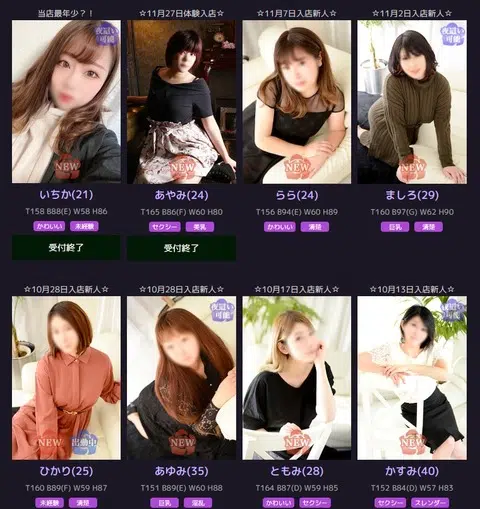 当店最年少？！
☆11月27日体験入店☆
☆11月7日入店新人☆
☆11月2日入店新人☆
夜這い
可能
夜這い
可能
NEW
NEW
NEW
NEW
いちか(21)
あやみ(24)
らら(24)
ましろ(29)
T158 B88(E) W58 H86
T165 B86(F) W60 H80
T156 B94(E) W60 H89
T160 B97(G) W62 H90
かわいい
未経験
セクシー
美乳
かわいい
清楚
巨乳
清楚
受付終了
受付終了
☆10月28日入店新人☆
☆10月28日入店新人☆
☆10月17日入店新人☆
☆10月13日入店新人☆
夜這い
可能
夜這い
可能
NEW
出勤中
NEW
NEW
NEW
ひかり(25)
あゆみ(35)
ともみ(28)
かすみ(40)
T160 B89(F) W59 H87
T151 B89(E) W60 H88
T164 B87(D) W59 H85
T152 B84(D) W57 H83
未経験
清楚
巨乳
淫乱
かわいい
セクシー
セクシー
スレンダー